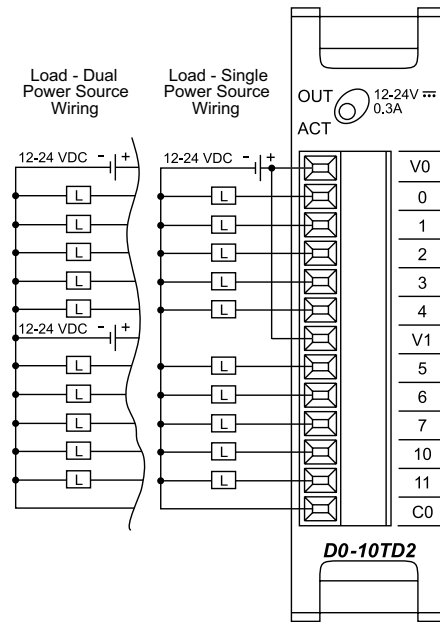 Load - Dual
Power Source
Wiring
Load - Single
Power Source
Wiring
OUT
12-24V ⎓
0.3A
ACT
12-24 VDC - +
12-24 VDC - +
V0
L L 0
L L 1
L L 2
L L 3
L L 4
12-24 VDC - +
V1
L L 5
L L 6
L L 7
L L 10
L L 11
C0
D0-10TD2